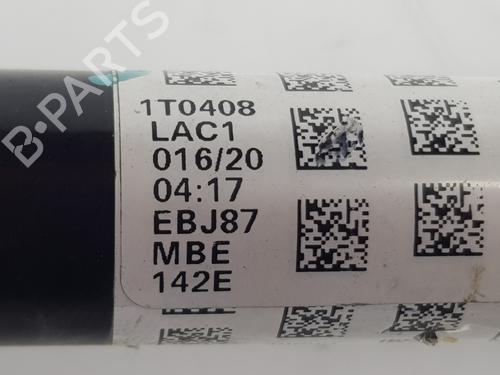 1T0408
LAC1
016/20
04:17
EBJ87
MBE
142E
B-PARTS